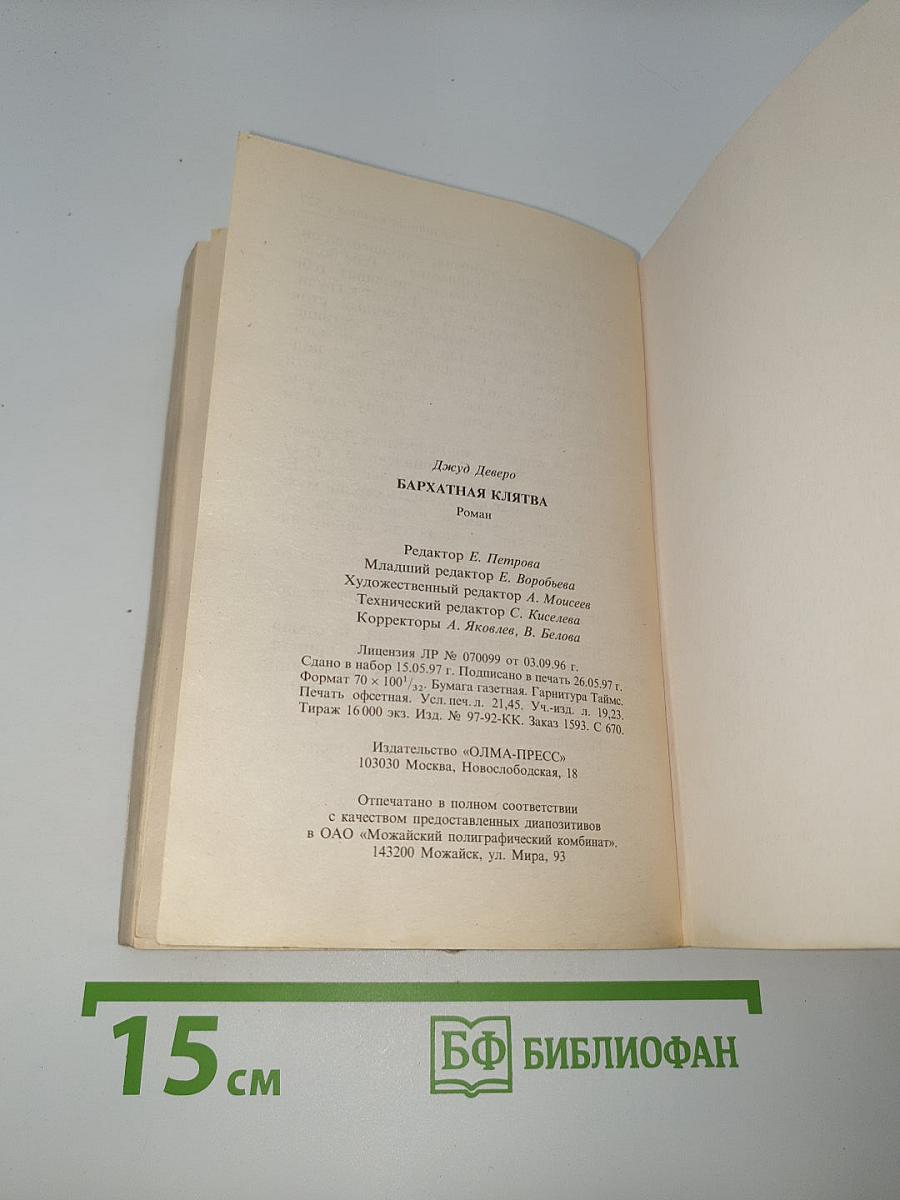 Джуд Деверо
БАРХАТНАЯ КЛЯТВА
Роман
Редактор Е. Петрова
Младший редактор Е. Воробьева
Художественный редактор А. Моисеев
Технический редактор С. Киселева
Корректоры А. Яковлев, В. Белова
Лицензия ЛР № 070099 от 03.09.96 г.
Сдано в набор 15.05.97 г. Подписано в печать 26.05.97 г.
Формат 70 × 100¹/₃₂. Бумага газетная. Гарнитура Таймс.
Печать офсетная. Усл. печ. л. 21,45. Уч.-изд. л. 19,23.
Тираж 16 000 экз. Изд. № 97-92-КК. Заказ 1593. С 670.
Издательство «ОЛМА-ПРЕСС»
103030 Москва, Новослободская, 18
Отпечатано в полном соответствии
с качеством предоставленных диапозитивов
в ОАО «Можайский полиграфический комбинат».
143200 Можайск, ул. Мира, 93
15 см
БФ БИБЛИОФАН